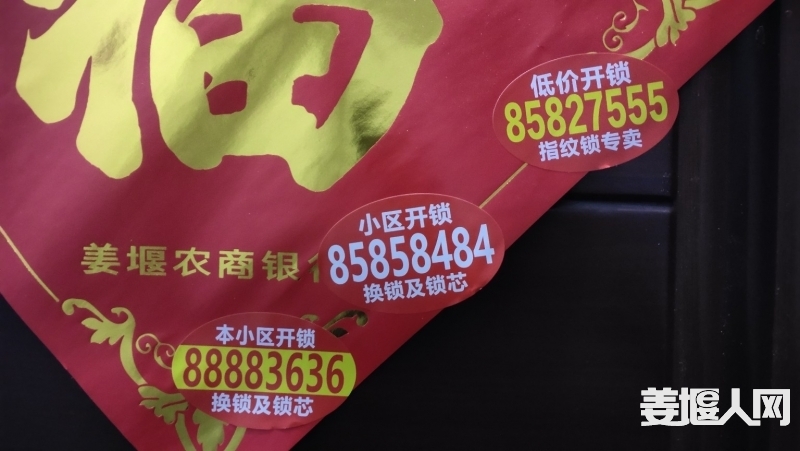 福
低价开锁
85827555
指纹锁专卖
小区开锁
85858484
换锁及锁芯
姜堰农商银行
本小区开锁
88883636
换锁及锁芯
姜堰人网